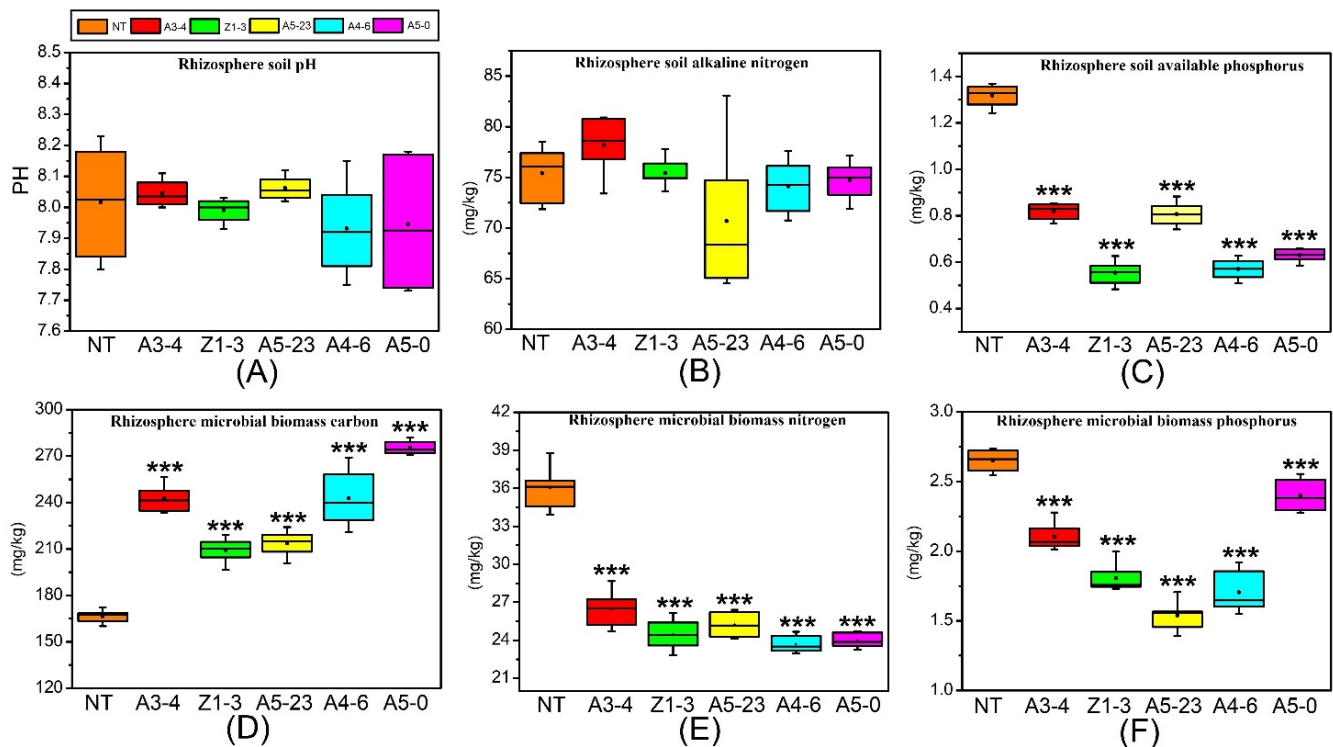 NT A3-4 Z1-3 A5-23 A4-6 A5-0
Rhizosphere soil pH
PH
8.5
8.4
8.3
8.2
8.1
8.0
7.9
7.8
7.7
7.6
NT A3-4 Z1-3 A5-23 A4-6 A5-0
(A)
Rhizosphere soil alkaline nitrogen
(mg/kg)
85
80
75
70
65
60
NT A3-4 Z1-3 A5-23 A4-6 A5-0
(B)
Rhizosphere soil available phosphorus
(mg/kg)
1.4
1.2
1.0
0.8
0.6
0.4
*** *** *** *** ***
NT A3-4 Z1-3 A5-23 A4-6 A5-0
(C)
Rhizosphere microbial biomass carbon
(mg/kg)
300
270
240
210
180
150
120
*** *** *** *** ***
NT A3-4 Z1-3 A5-23 A4-6 A5-0
(D)
Rhizosphere microbial biomass nitrogen
(mg/kg)
42
39
36
33
30
27
24
21
*** *** *** *** ***
NT A3-4 Z1-3 A5-23 A4-6 A5-0
(E)
Rhizosphere microbial biomass phosphorus
(mg/kg)
3.0
2.5
2.0
1.5
1.0
*** *** *** *** ***
NT A3-4 Z1-3 A5-23 A4-6 A5-0
(F)